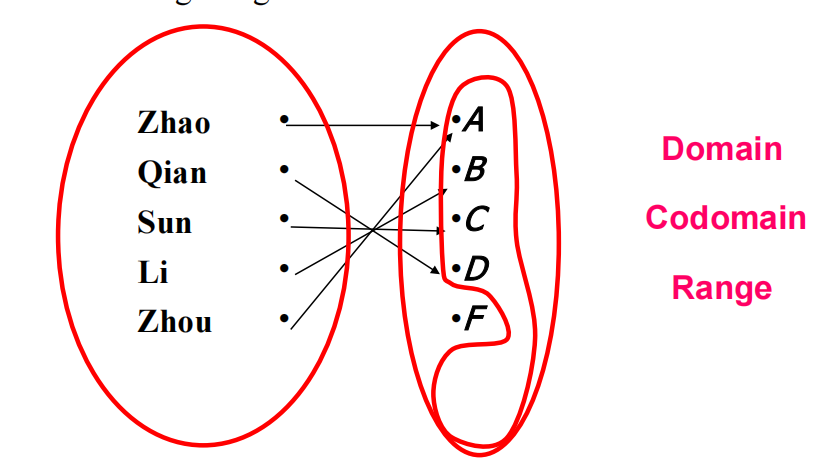 Zhao •
Qian •
Sun •
Li •
Zhou •
•A
•B
•C
•D
•F
Domain
Codomain
Range